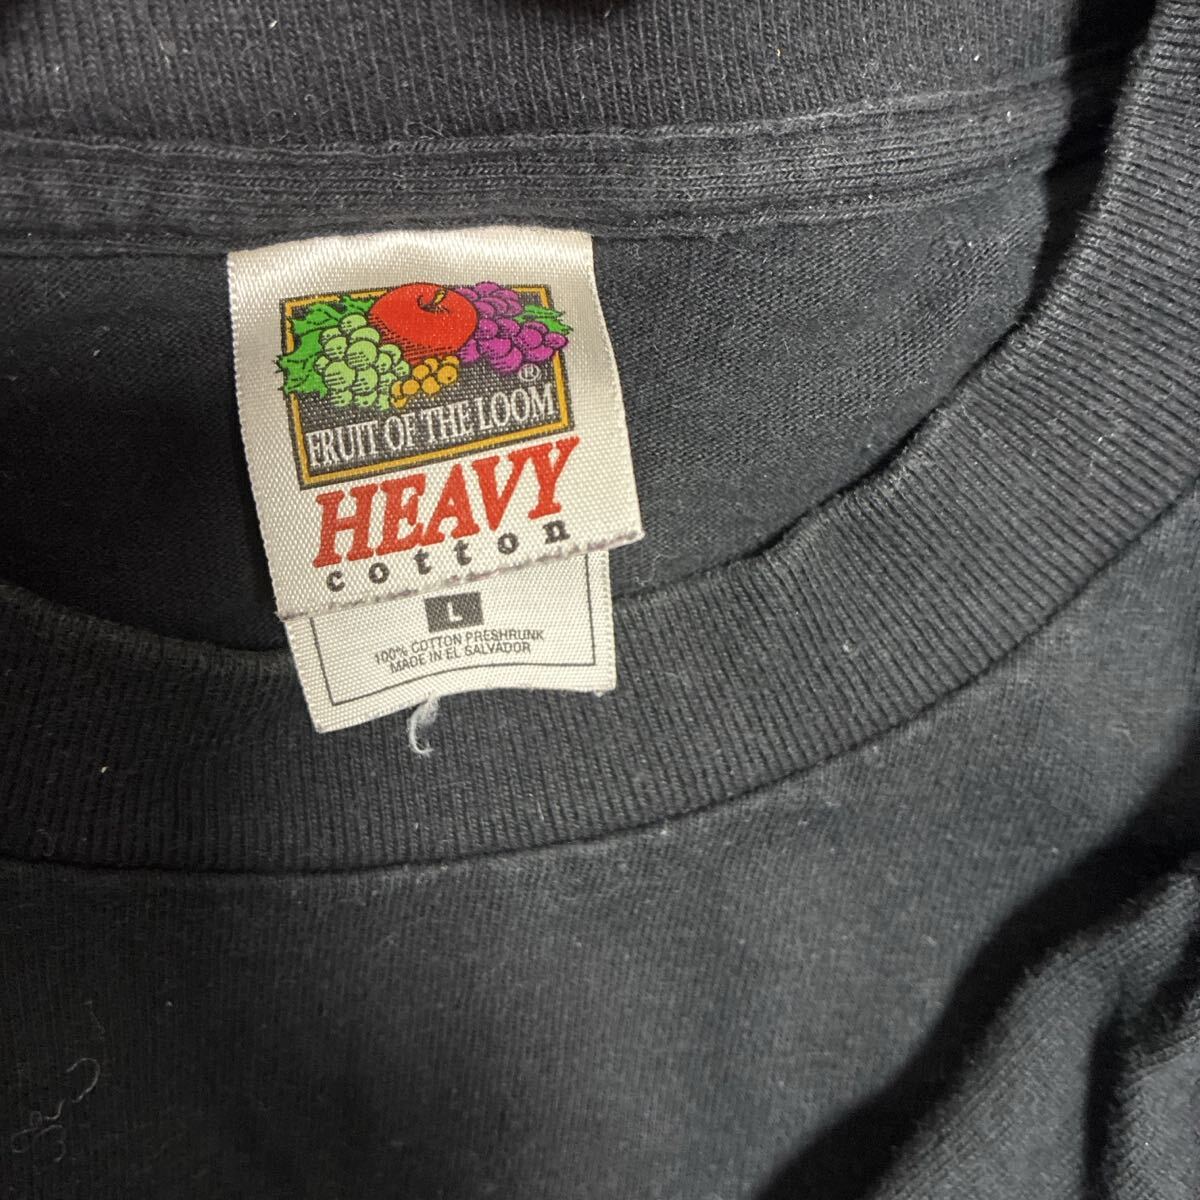 ®
FRUIT OF THE LOOM
HEAVY
cotton
L
100% COTTON PRESHRUNK
MADE IN EL SALVADOR